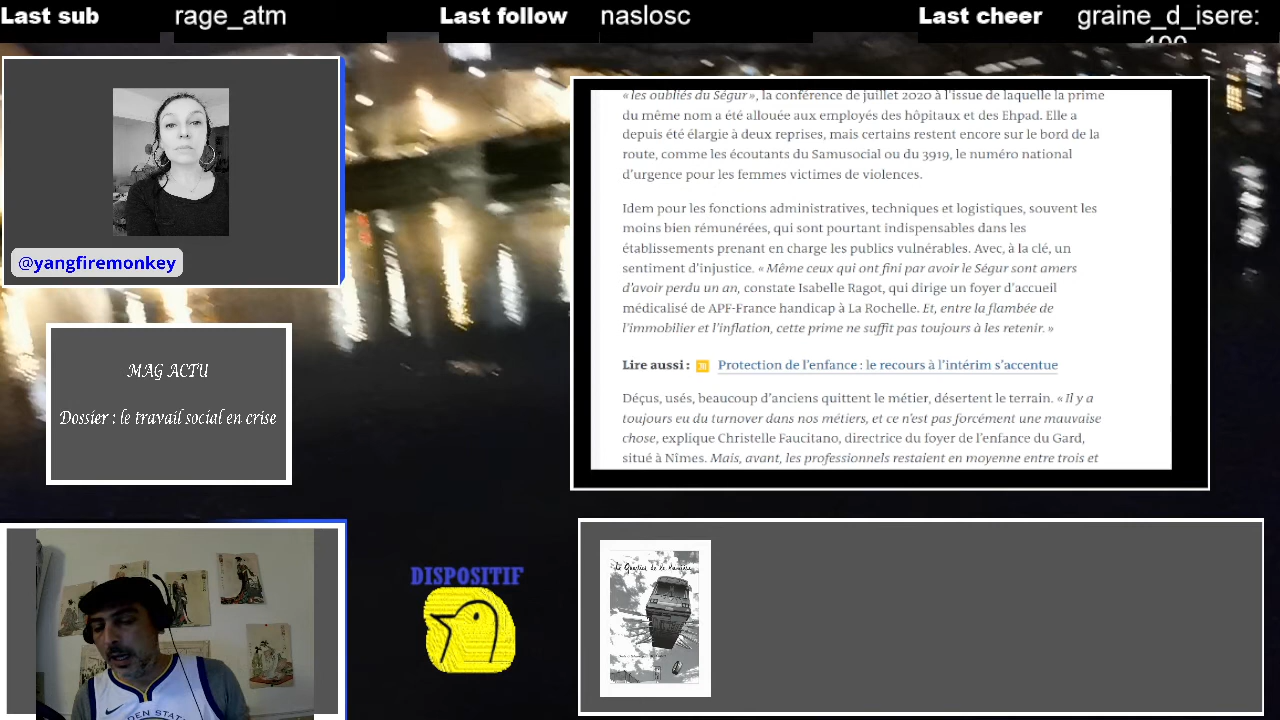 Last sub
rage_atm
Last follow
naslosc
Last cheer
graine_d_isere:
100
@yangfiremonkey
MAG ACTU
Dossier : le travail social en crise
« les oubliés du Ségur », la conférence de juillet 2020 à l'issue de laquelle la prime
du même nom a été allouée aux employés des hôpitaux et des Ehpad. Elle a
depuis été élargie à deux reprises, mais certains restent encore sur le bord de la
route, comme les écoutants du Samusocial ou du 3919, le numéro national
d'urgence pour les femmes victimes de violences.
Idem pour les fonctions administratives, techniques et logistiques, souvent les
moins bien rémunérées, qui sont pourtant indispensables dans les
établissements prenant en charge les publics vulnérables. Avec, à la clé, un
sentiment d'injustice. « Même ceux qui ont fini par avoir le Ségur sont amers
d'avoir perdu un an, constate Isabelle Ragot, qui dirige un foyer d'accueil
médicalisé de APF-France handicap à La Rochelle. Et, entre la flambée de
l'immobilier et l'inflation, cette prime ne suffit pas toujours à les retenir. »
Lire aussi : Protection de l'enfance : le recours à l'intérim s'accentue
Déçus, usés, beaucoup d'anciens quittent le métier, désertent le terrain. « Il y a
toujours eu du turnover dans nos métiers, et ce n'est pas forcément une mauvaise
chose, explique Christelle Faucitano, directrice du foyer de l'enfance du Gard,
situé à Nîmes. Mais, avant, les professionnels restaient en moyenne entre trois et
DISPOSITIF
DEN STAT